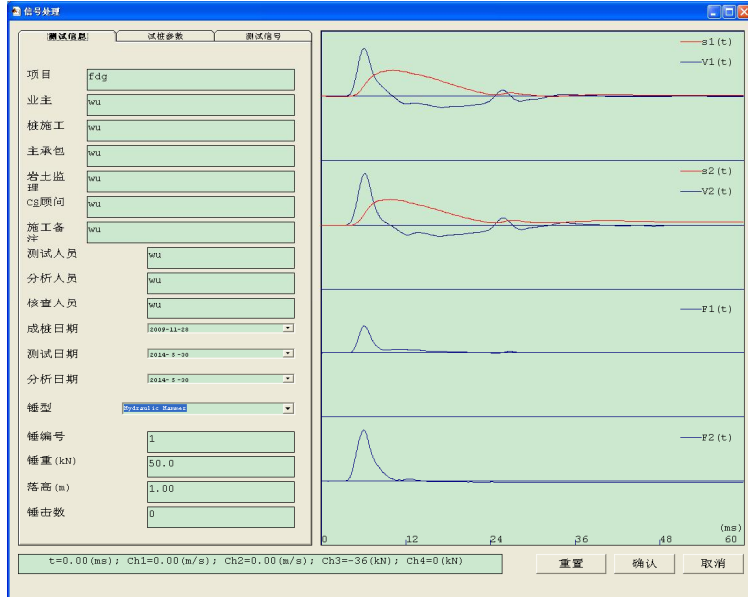 信号处理
测试信息 试桩参数 测试信号
项目 fdg
业主 wu
桩施工 wu
主承包 wu
岩土监
理 wu
cg顾问 wu
施工备
注 wu
测试人员 wu
分析人员 wu
核查人员 wu
成桩日期 2009-11-28
测试日期 2014- 5 -30
分析日期 2014- 5 -30
锤型 Hydraulic Hammer
锤编号 1
锤重(kN) 50.0
落高(m) 1.00
锤击数 0
s1(t)
V1(t)
s2(t)
V2(t)
F1(t)
F2(t)
(ms)
0 12 24 36 48 60
t=0.00(ms); Ch1=0.00(m/s); Ch2=0.00(m/s); Ch3=-36(kN); Ch4=0(kN)
重置 确认 取消